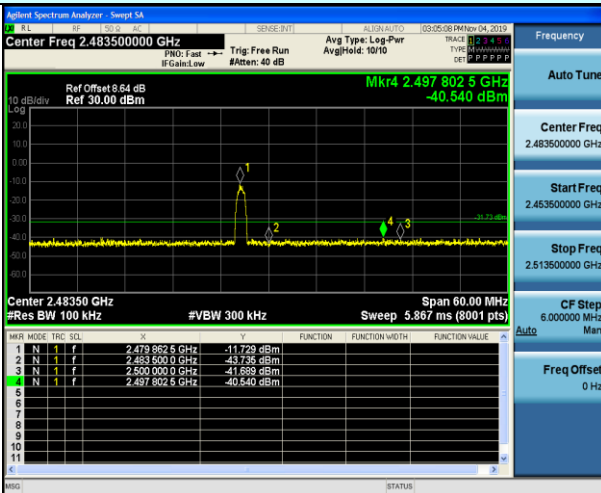 Agilent Spectrum Analyzer - Swept SA
RL RF 50 Ω AC SENSE:INT ALIGN AUTO 03:05:08 PM Nov 04, 2019
Center Freq 2.483500000 GHz
PNO: Fast
IFGain:Low
Trig: Free Run
#Atten: 40 dB
Avg Type: Log-Pwr
Avg|Hold: 10/10
TRACE 1 2 3 4 5 6
TYPE M
DET P P P P P P
Frequency
Auto Tune
Center Freq
2.483500000 GHz
Start Freq
2.453500000 GHz
Stop Freq
2.513500000 GHz
CF Step
6.000000 MHz
Auto Man
Freq Offset
0 Hz
Ref Offset 8.64 dB
Ref 30.00 dBm
Mkr4 2.497 802 5 GHz
-40.540 dBm
10 dB/div
Log
20.0
10.0
0.00
-10.0
-20.0
-30.0
-40.0
-50.0
-60.0
1
2
4
3
-31.73 dBm
Center 2.48350 GHz Span 60.00 MHz
#Res BW 100 kHz #VBW 300 kHz Sweep 5.867 ms (8001 pts)
MKR MODE TRC SCL X Y FUNCTION FUNCTION WIDTH FUNCTION VALUE
1 N 1 f 2.479 862 5 GHz -11.729 dBm
2 N 1 f 2.483 500 0 GHz -43.735 dBm
3 N 1 f 2.500 000 0 GHz -41.689 dBm
4 N 1 f 2.497 802 5 GHz -40.540 dBm
5
6
7
8
9
10
11
MSG STATUS